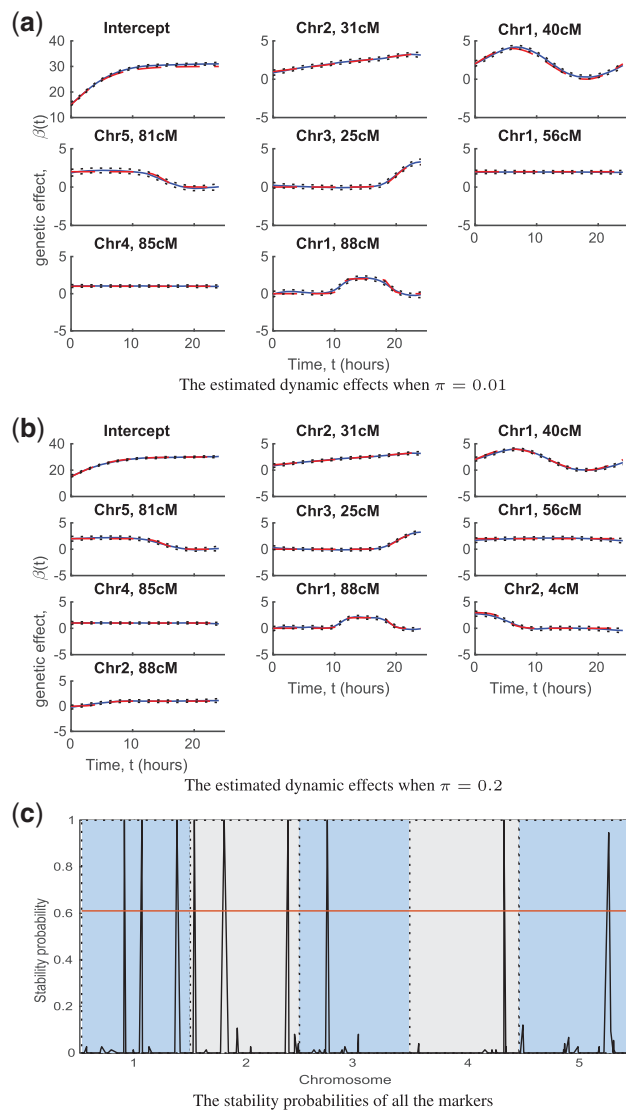 (a)
Intercept
Chr2, 31cM
Chr1, 40cM
40
30
20
10
5
0
-5
5
0
-5
Chr5, 81cM
Chr3, 25cM
Chr1, 56cM
5
0
-5
5
0
-5
5
0
-5
0 10 20
Chr4, 85cM
Chr1, 88cM
5
0
-5
5
0
-5
0 10 20
0 10 20
genetic effect, β(t)
Time, t (hours)
The estimated dynamic effects when π = 0.01
(b)
Intercept
Chr2, 31cM
Chr1, 40cM
40
20
0
5
0
-5
5
0
-5
Chr5, 81cM
Chr3, 25cM
Chr1, 56cM
5
0
-5
5
0
-5
5
0
-5
Chr4, 85cM
Chr1, 88cM
Chr2, 4cM
5
0
-5
5
0
-5
5
0
-5
0 10 20
0 10 20
Time, t (hours)
Time, t (hours)
Chr2, 88cM
5
0
-5
0 10 20
genetic effect, β(t)
Time, t (hours)
The estimated dynamic effects when π = 0.2
(c)
1
0.8
0.6
0.4
0.2
0
Stability probability
1 2 3 4 5
Chromosome
The stability probabilities of all the markers